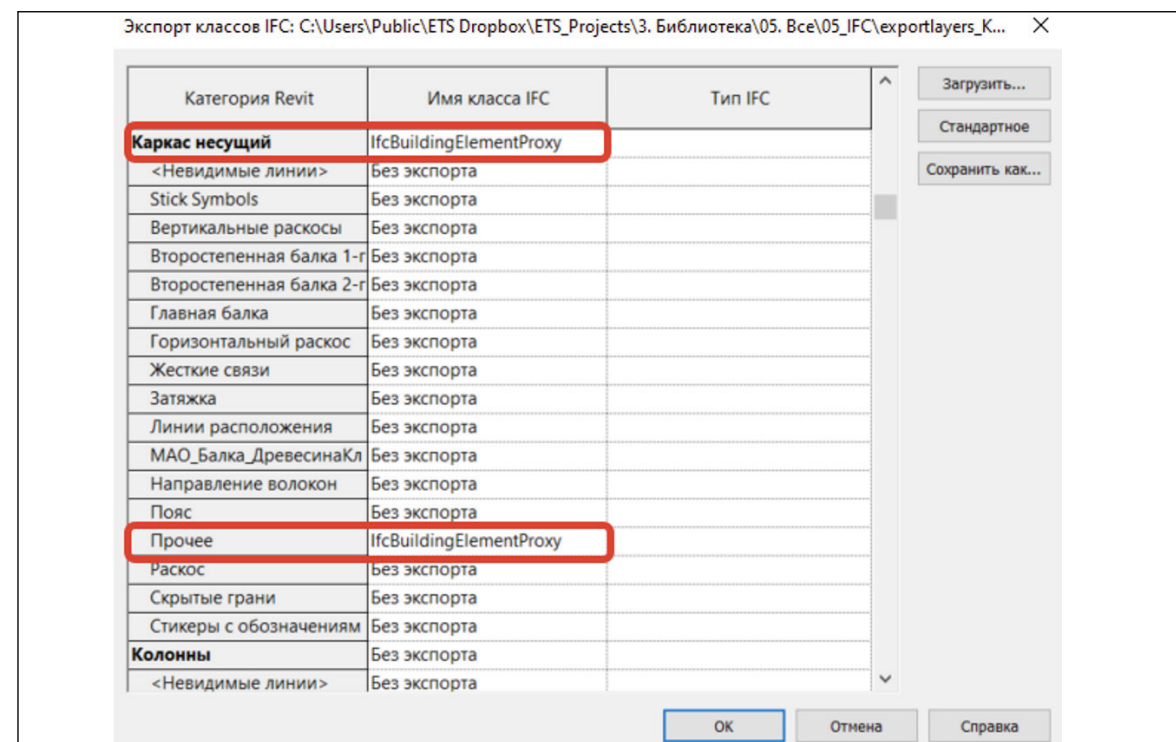 Экспорт классов IFC: C:\Users\Public\ETS Dropbox\ETS_Projects\3. Библиотека\05. Все\05_IFC\exportlayers_K...
Категория Revit Имя класса IFC Тип IFC
Загрузить...
Стандартное
Сохранить как...
Каркас несущий IfcBuildingElementProxy
<Невидимые линии> Без экспорта
Stick Symbols Без экспорта
Вертикальные раскосы Без экспорта
Второстепенная балка 1-г Без экспорта
Второстепенная балка 2-г Без экспорта
Главная балка Без экспорта
Горизонтальный раскос Без экспорта
Жесткие связи Без экспорта
Затяжка Без экспорта
Линии расположения Без экспорта
МАО_Балка_ДревесинаКл Без экспорта
Направление волокон Без экспорта
Пояс Без экспорта
Прочее IfcBuildingElementProxy
Раскос Без экспорта
Скрытые грани Без экспорта
Стикеры с обозначениям Без экспорта
Колонны Без экспорта
<Невидимые линии> Без экспорта
ОК Отмена Справка